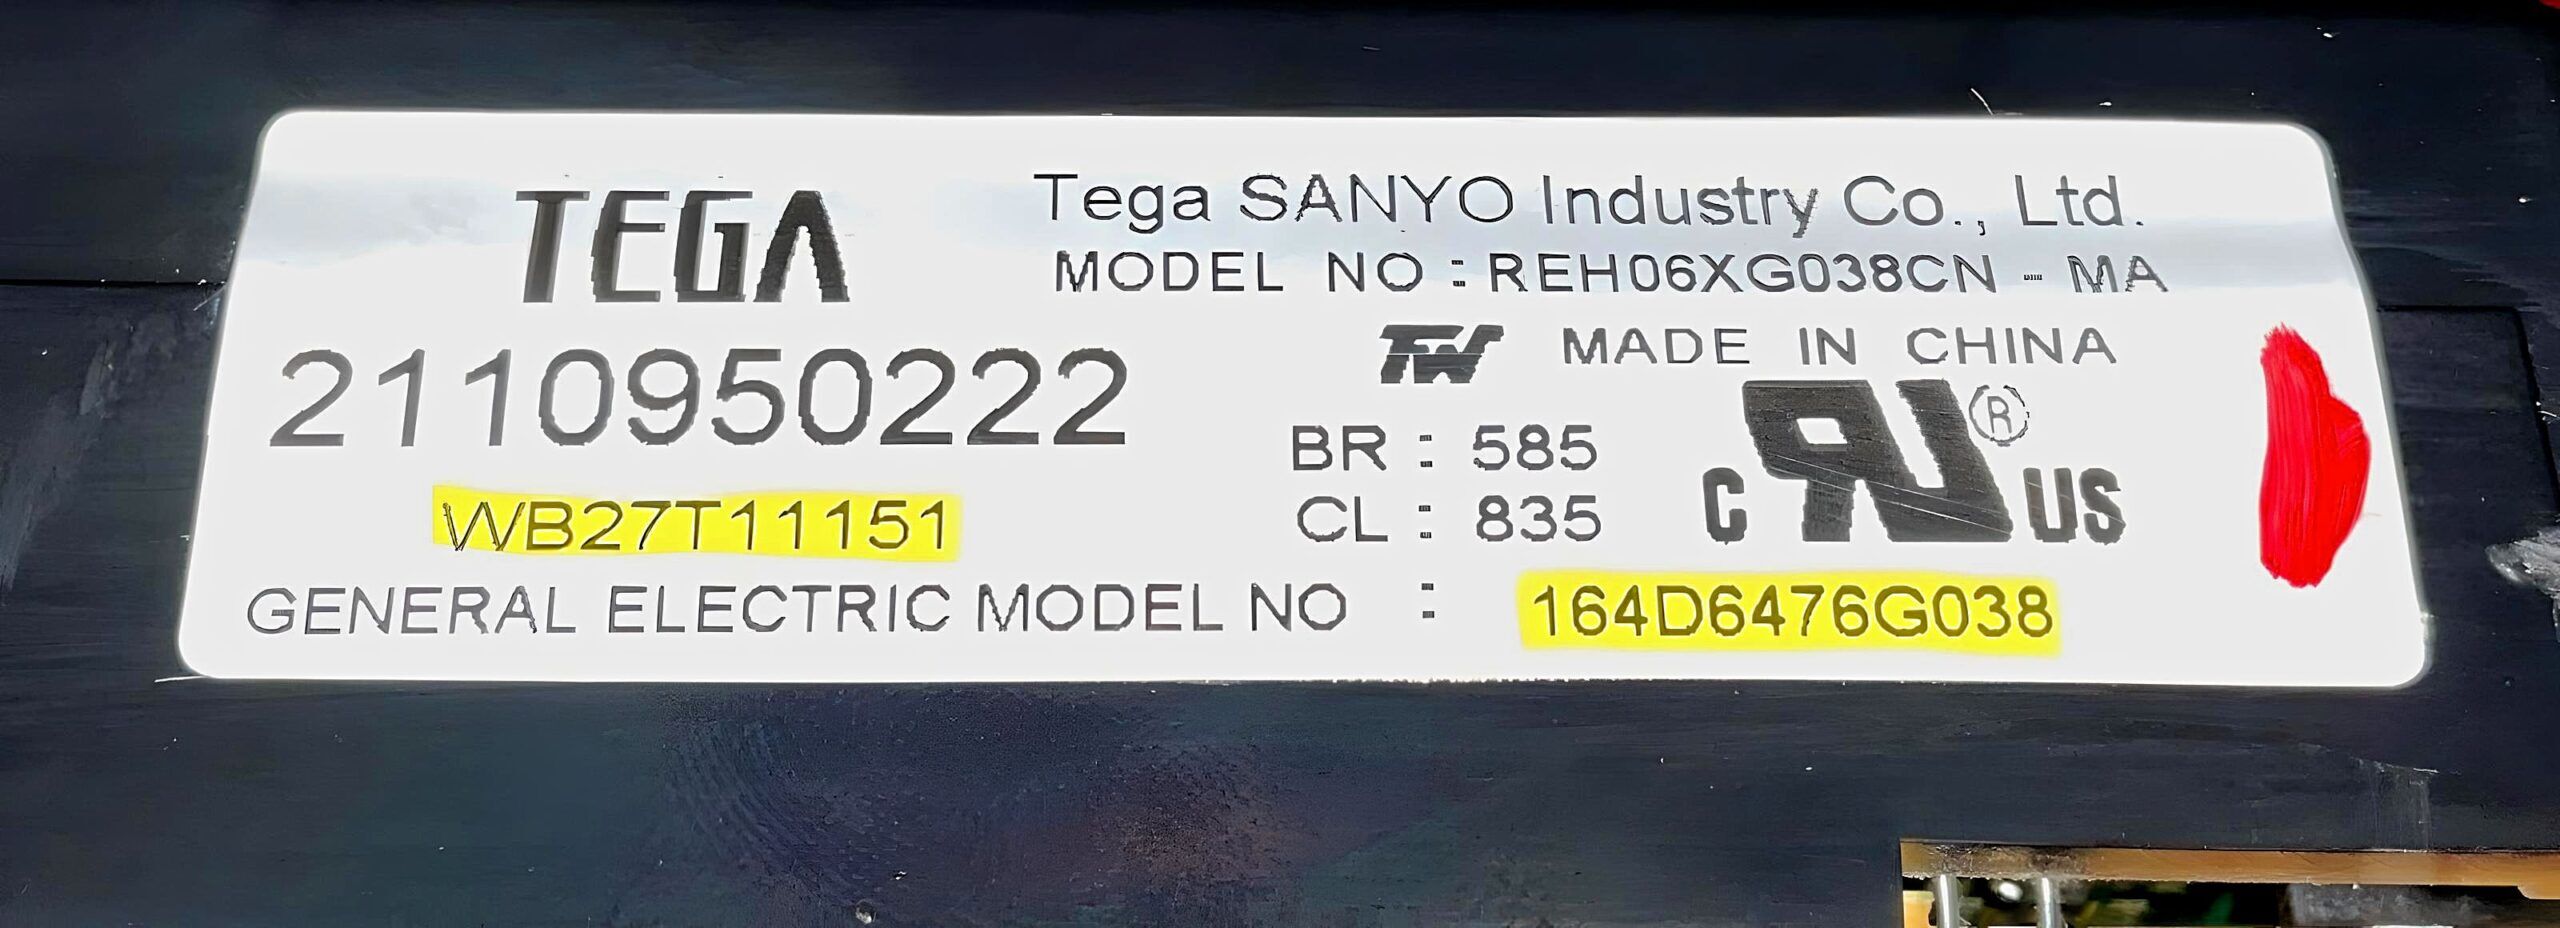 TEGA
Tega SANYO Industry Co., Ltd.
MODEL NO : REH06XG038CN - MA
MADE IN CHINA
2110950222
BR : 585
CL : 835
C US ®
WB27T11151
GENERAL ELECTRIC MODEL NO : 164D6476G038